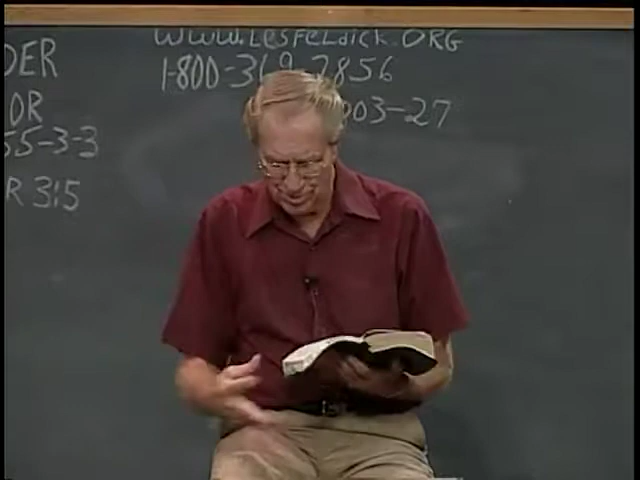 WWW.LESFELDICK.ORG
1-800-369-7856
DER
OR
55-3-3
R 3:5
003-27